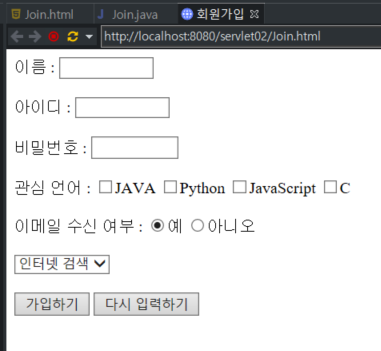 Join.html Join.java 회원가입
http://localhost:8080/servlet02/Join.html
이름 :
아이디 :
비밀번호 :
관심 언어 : JAVA Python JavaScript C
이메일 수신 여부 : 예 아니오
인터넷 검색
가입하기 다시 입력하기